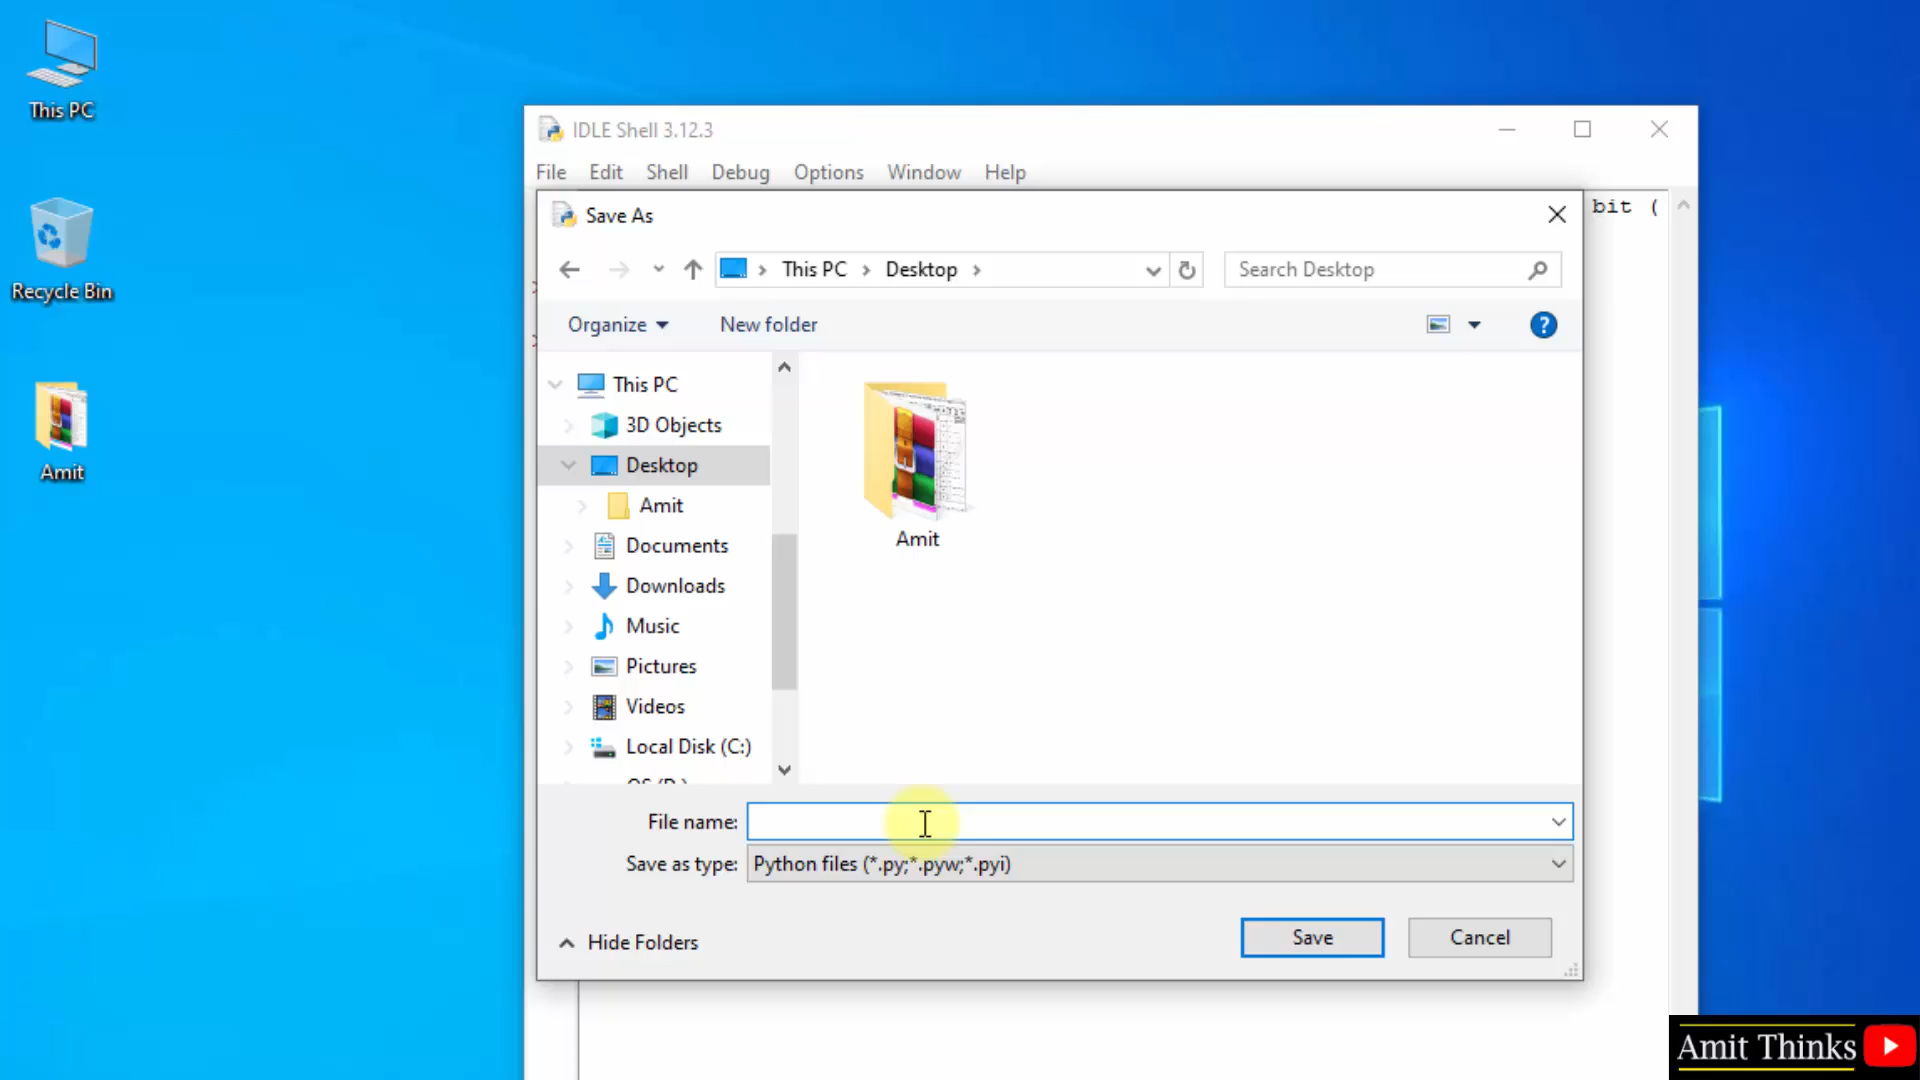 This PC
Recycle Bin
Amit
IDLE Shell 3.12.3
File Edit Shell Debug Options Window Help
bit (
Save As
This PC Desktop
Search Desktop
Organize New folder
?
This PC
3D Objects
Desktop
Amit
Documents
Downloads
Music
Pictures
Videos
Local Disk (C:)
Amit
File name:
Save as type: Python files (*.py;*.pyw;*.pyi)
Hide Folders
Save Cancel
Amit Thinks